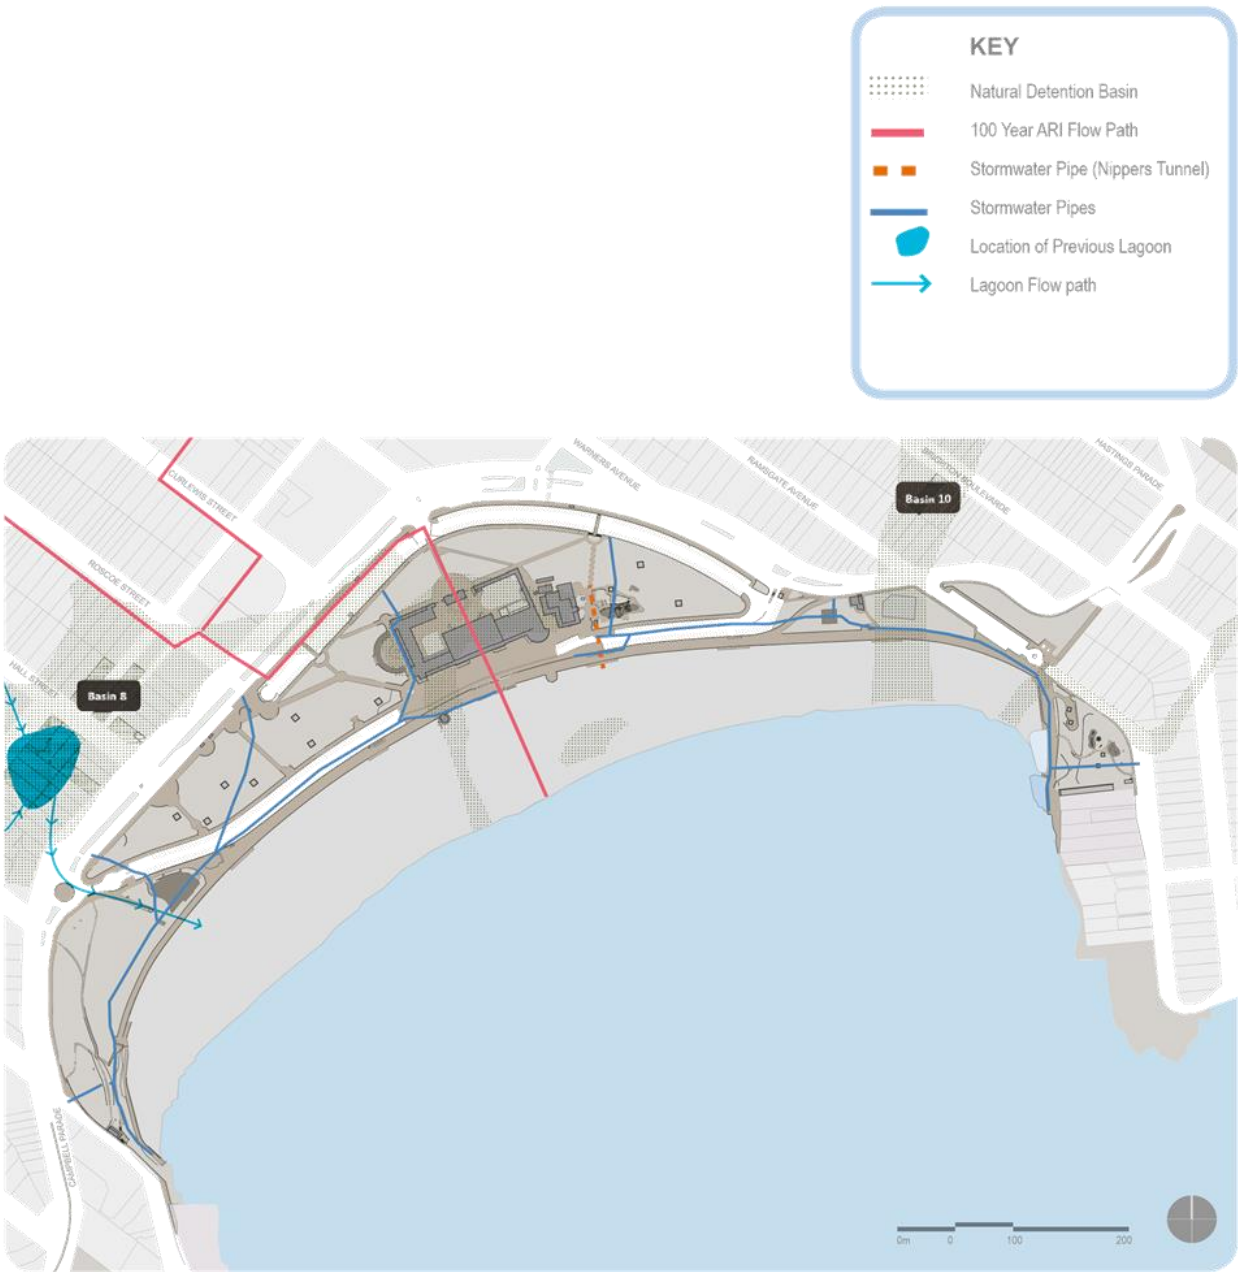 KEY
Natural Detention Basin
100 Year ARI Flow Path
Stormwater Pipe (Nippers Tunnel)
Stormwater Pipes
Location of Previous Lagoon
Lagoon Flow path
WARNERS AVENUE
RAMSGATE AVENUE
BRIGHTON BOULEVARDE
HASTINGS PARADE
CURLEWIS STREET
Basin 10
ROSCOE STREET
HALL STREET
Basin 8
CAMPBELL PARADE
0m 0 100 200